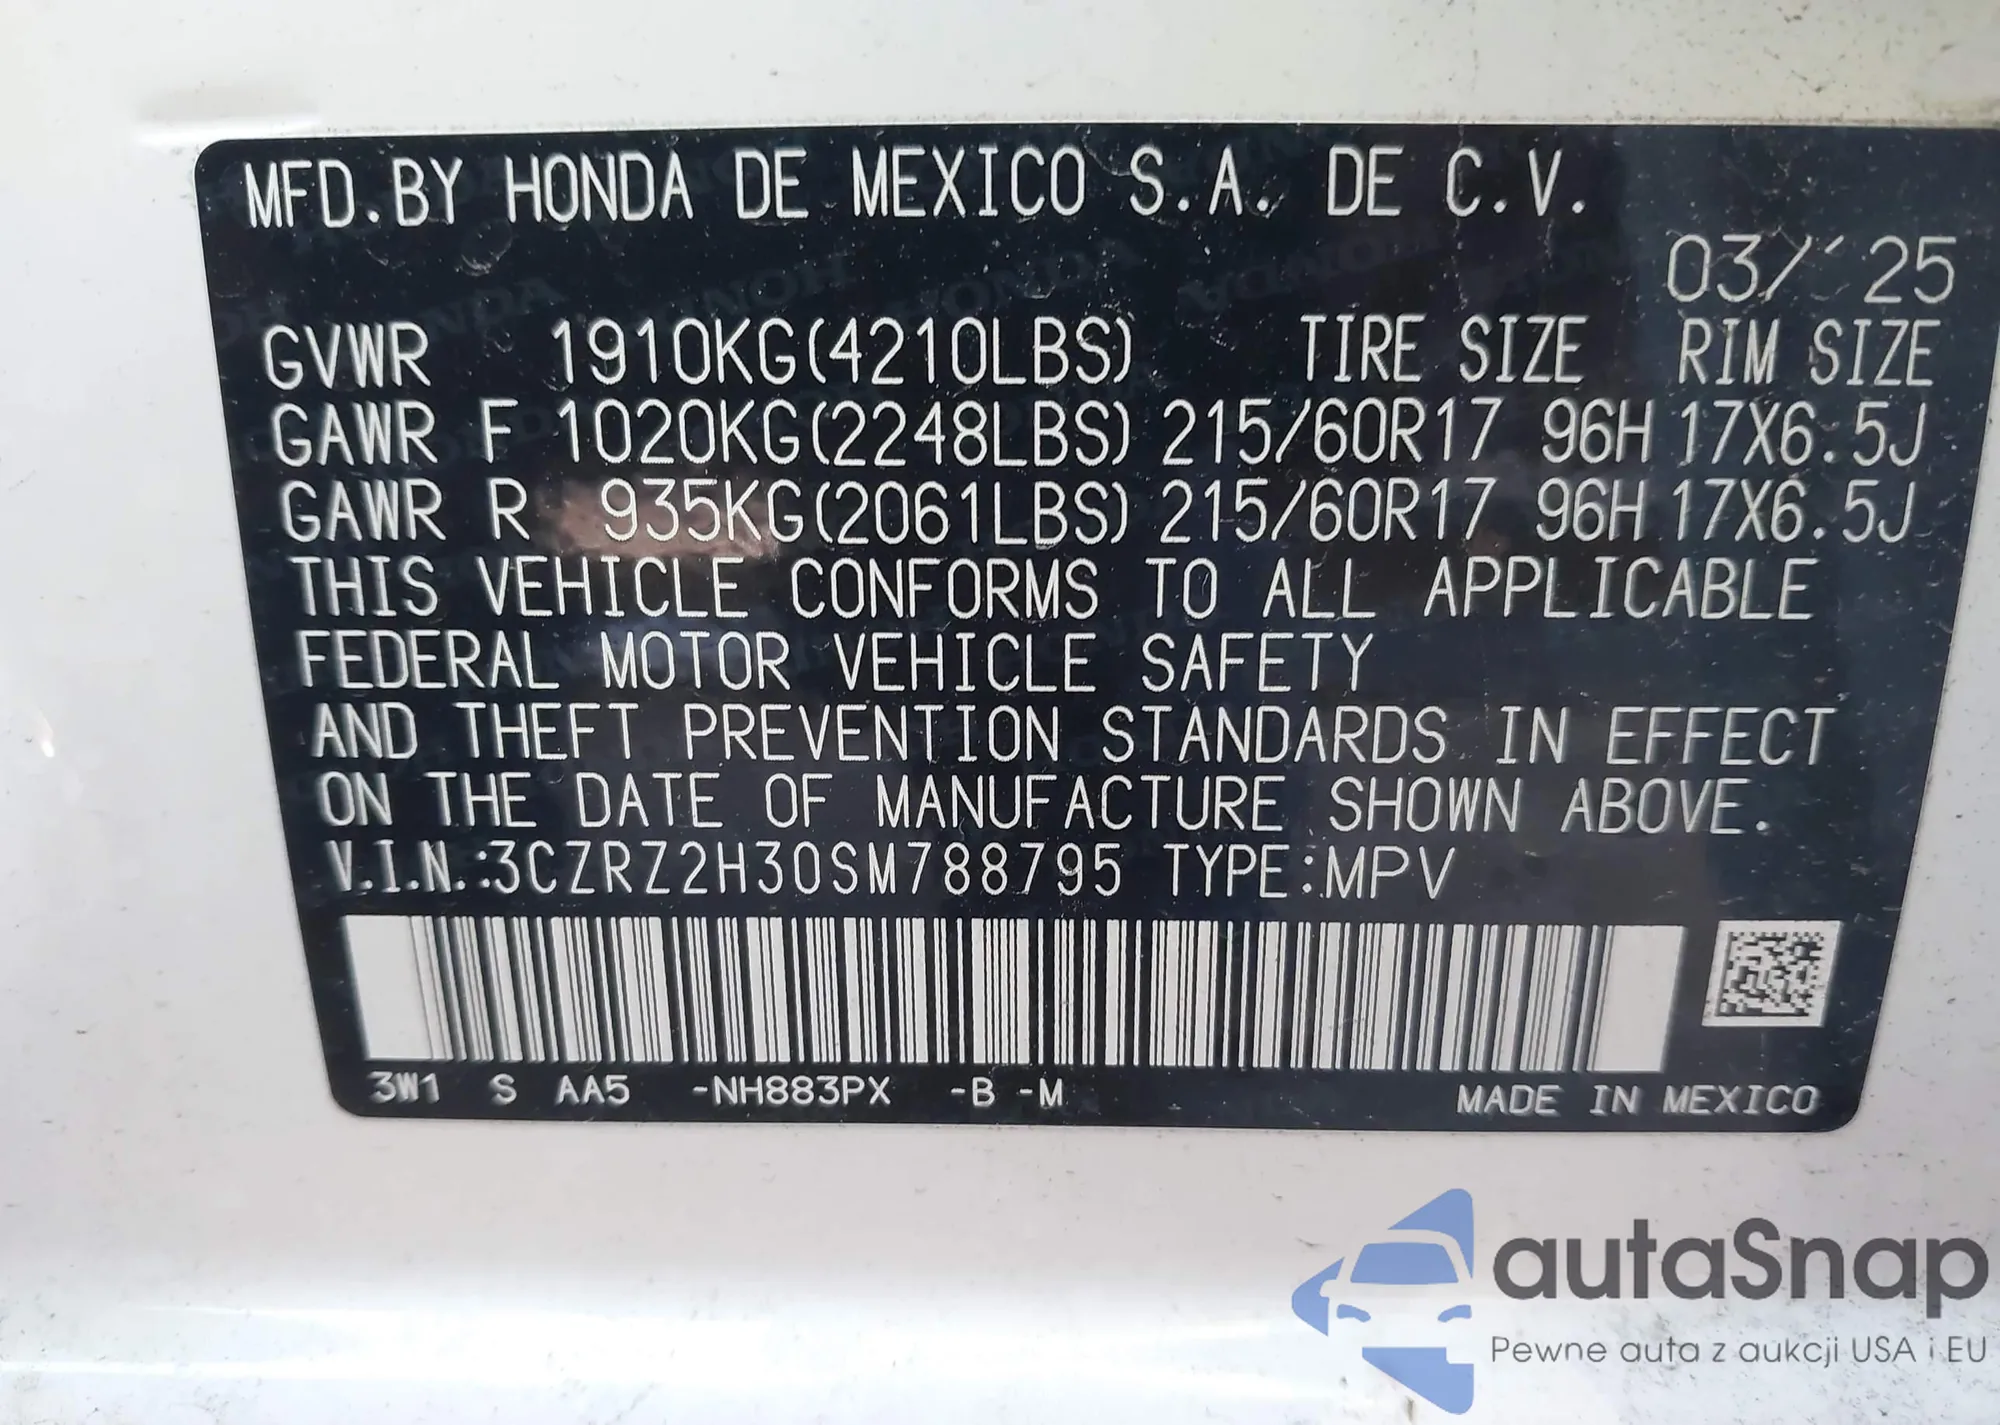 MFD.BY HONDA DE MEXICO S.A. DE C.V.
03/ 25
GVWR 1910KG(4210LBS) TIRE SIZE RIM SIZE
GAWR F 1020KG(2248LBS) 215/60R17 96H 17X6.5J
GAWR R 935KG(2061LBS) 215/60R17 96H 17X6.5J
THIS VEHICLE CONFORMS TO ALL APPLICABLE
FEDERAL MOTOR VEHICLE SAFETY
AND THEFT PREVENTION STANDARDS IN EFFECT
ON THE DATE OF MANUFACTURE SHOWN ABOVE.
V.I.N.:3CZRZ2H30SM788795 TYPE:MPV
3W1 S AA5 -NH883PX -B -M MADE IN MEXICO
autaSnap
Pewne auta z aukcji USA i EU